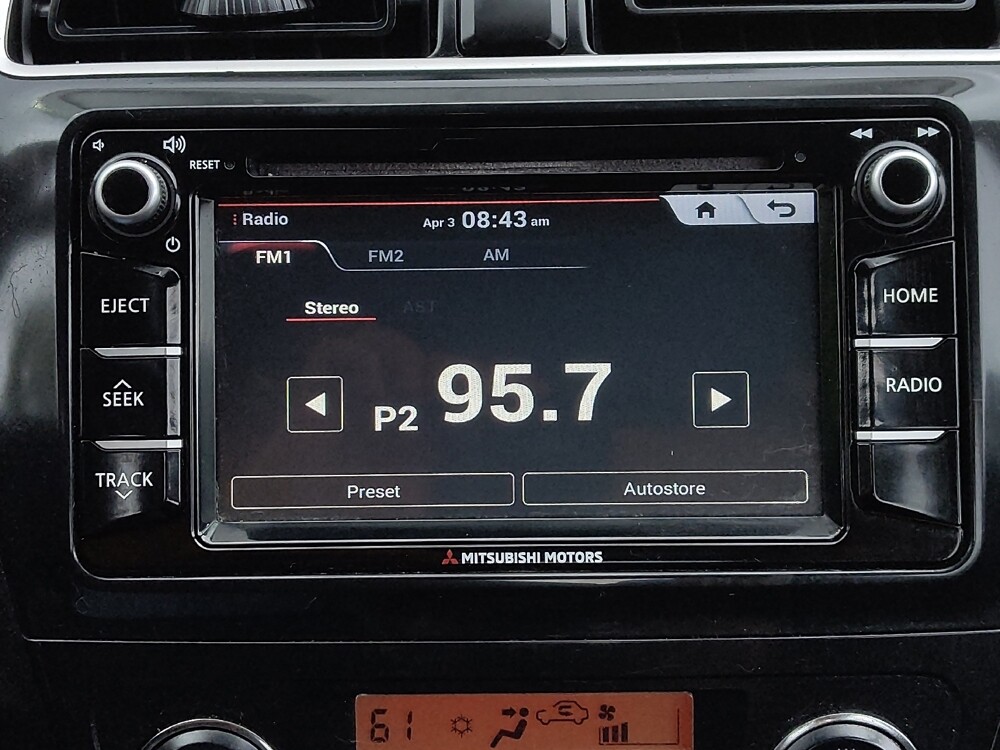 RESET
Radio
Apr 3 08:43 am
FM1 FM2 AM
Stereo AST
EJECT
SEEK
TRACK
HOME
RADIO
P2 95.7
Preset Autostore
MITSUBISHI MOTORS
61